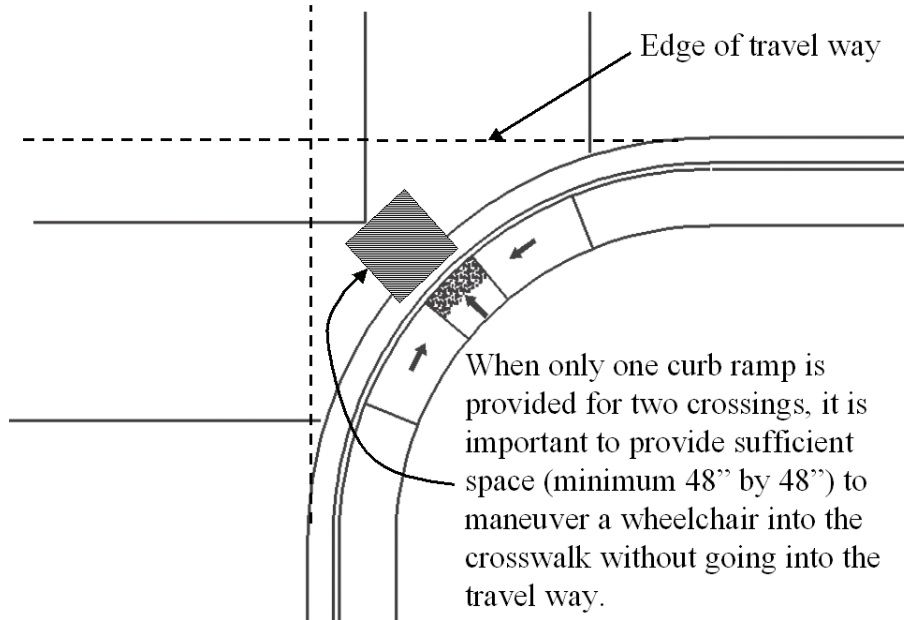 Edge of travel way
When only one curb ramp is
provided for two crossings, it is
important to provide sufficient
space (minimum 48” by 48”) to
maneuver a wheelchair into the
crosswalk without going into the
travel way.